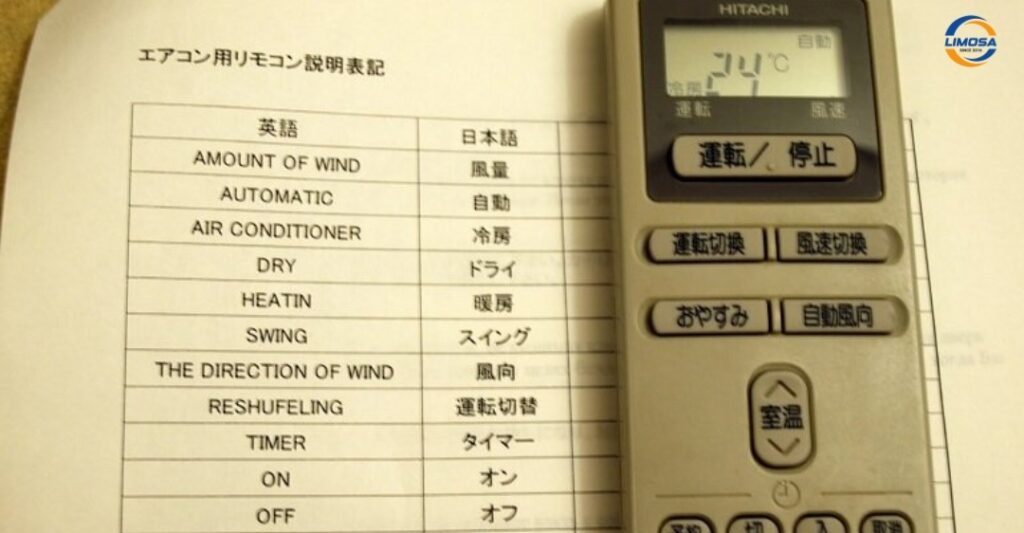 エアコン用リモコン説明表記
英語 日本語
AMOUNT OF WIND 風量
AUTOMATIC 自動
AIR CONDITIONER 冷房
DRY ドライ
HEATIN 暖房
SWING スイング
THE DIRECTION OF WIND 風向
RESHUFELING 運転切替
TIMER タイマー
ON オン
OFF オフ
HITACHI
自動
24℃
冷房
運転 風速
運転/停止
運転切換 風速切換
おやすみ 自動風向
室温
予約 切 入 取消
LIMOSA